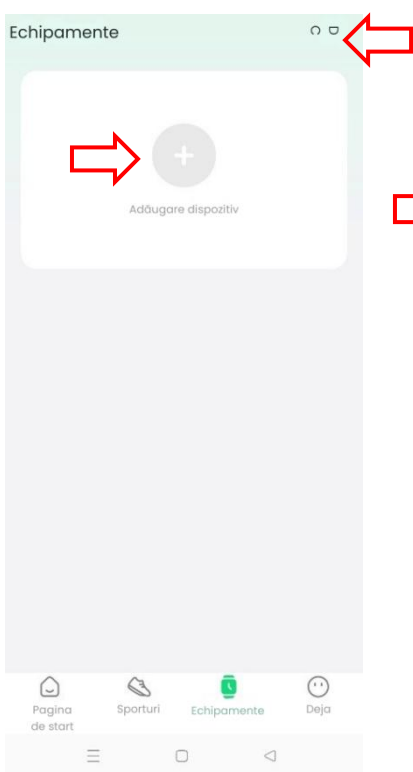 Echipamente
Adăugare dispozitiv
Pagina
de start
Sporturi
Echipamente
Deja